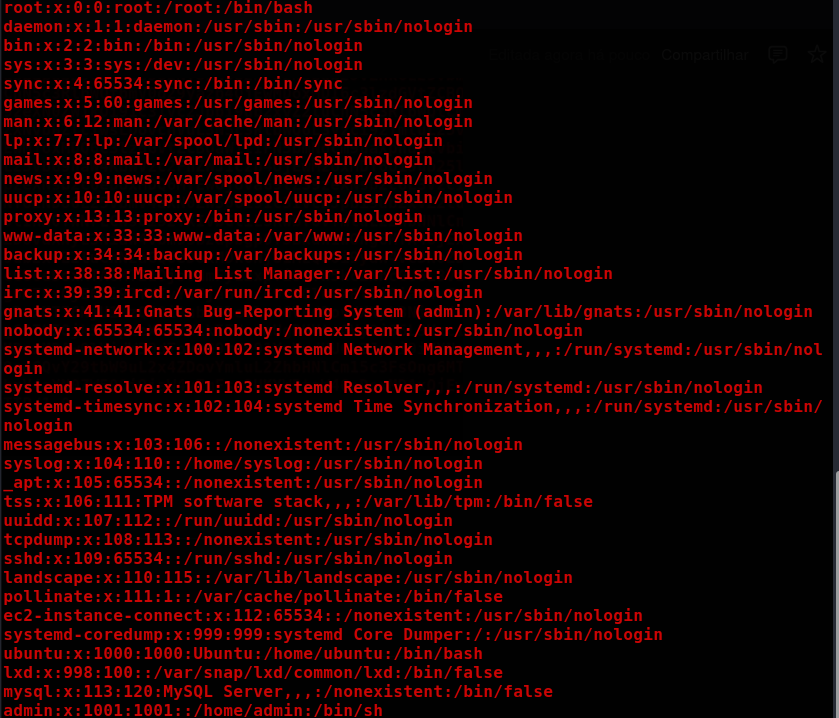 root:x:0:0:root:/root:/bin/bash
daemon:x:1:1:daemon:/usr/sbin:/usr/sbin/nologin
bin:x:2:2:bin:/bin:/usr/sbin/nologin
sys:x:3:3:sys:/dev:/usr/sbin/nologin
Compartilhar
sync:x:4:65534:sync:/bin:/bin/sync
games:x:5:60:games:/usr/games:/usr/sbin/nologin
man:x:6:12:man:/var/cache/man:/usr/sbin/nologin
lp:x:7:7:lp:/var/spool/lpd:/usr/sbin/nologin
mail:x:8:8:mail:/var/mail:/usr/sbin/nologin
news:x:9:9:news:/var/spool/news:/usr/sbin/nologin
uucp:x:10:10:uucp:/var/spool/uucp:/usr/sbin/nologin
proxy:x:13:13:proxy:/bin:/usr/sbin/nologin
www-data:x:33:33:www-data:/var/www:/usr/sbin/nologin
backup:x:34:34:backup:/var/backups:/usr/sbin/nologin
list:x:38:38:Mailing List Manager:/var/list:/usr/sbin/nologin
irc:x:39:39:ircd:/var/run/ircd:/usr/sbin/nologin
gnats:x:41:41:Gnats Bug-Reporting System (admin):/var/lib/gnats:/usr/sbin/nologin
nobody:x:65534:65534:nobody:/nonexistent:/usr/sbin/nologin
systemd-network:x:100:102:systemd Network Management,,,:/run/systemd:/usr/sbin/nol
ogin
systemd-resolve:x:101:103:systemd Resolver,,,:/run/systemd:/usr/sbin/nologin
systemd-timesync:x:102:104:systemd Time Synchronization,,,:/run/systemd:/usr/sbin/
nologin
messagebus:x:103:106::/nonexistent:/usr/sbin/nologin
syslog:x:104:110::/home/syslog:/usr/sbin/nologin
_apt:x:105:65534::/nonexistent:/usr/sbin/nologin
tss:x:106:111:TPM software stack,,,:/var/lib/tpm:/bin/false
uuidd:x:107:112::/run/uuidd:/usr/sbin/nologin
tcpdump:x:108:113::/nonexistent:/usr/sbin/nologin
sshd:x:109:65534::/run/sshd:/usr/sbin/nologin
landscape:x:110:115::/var/lib/landscape:/usr/sbin/nologin
pollinate:x:111:1::/var/cache/pollinate:/bin/false
ec2-instance-connect:x:112:65534::/nonexistent:/usr/sbin/nologin
systemd-coredump:x:999:999:systemd Core Dumper:/:/usr/sbin/nologin
ubuntu:x:1000:1000:Ubuntu:/home/ubuntu:/bin/bash
lxd:x:998:100::/var/snap/lxd/common/lxd:/bin/false
mysql:x:113:120:MySQL Server,,,:/nonexistent:/bin/false
admin:x:1001:1001::/home/admin:/bin/sh